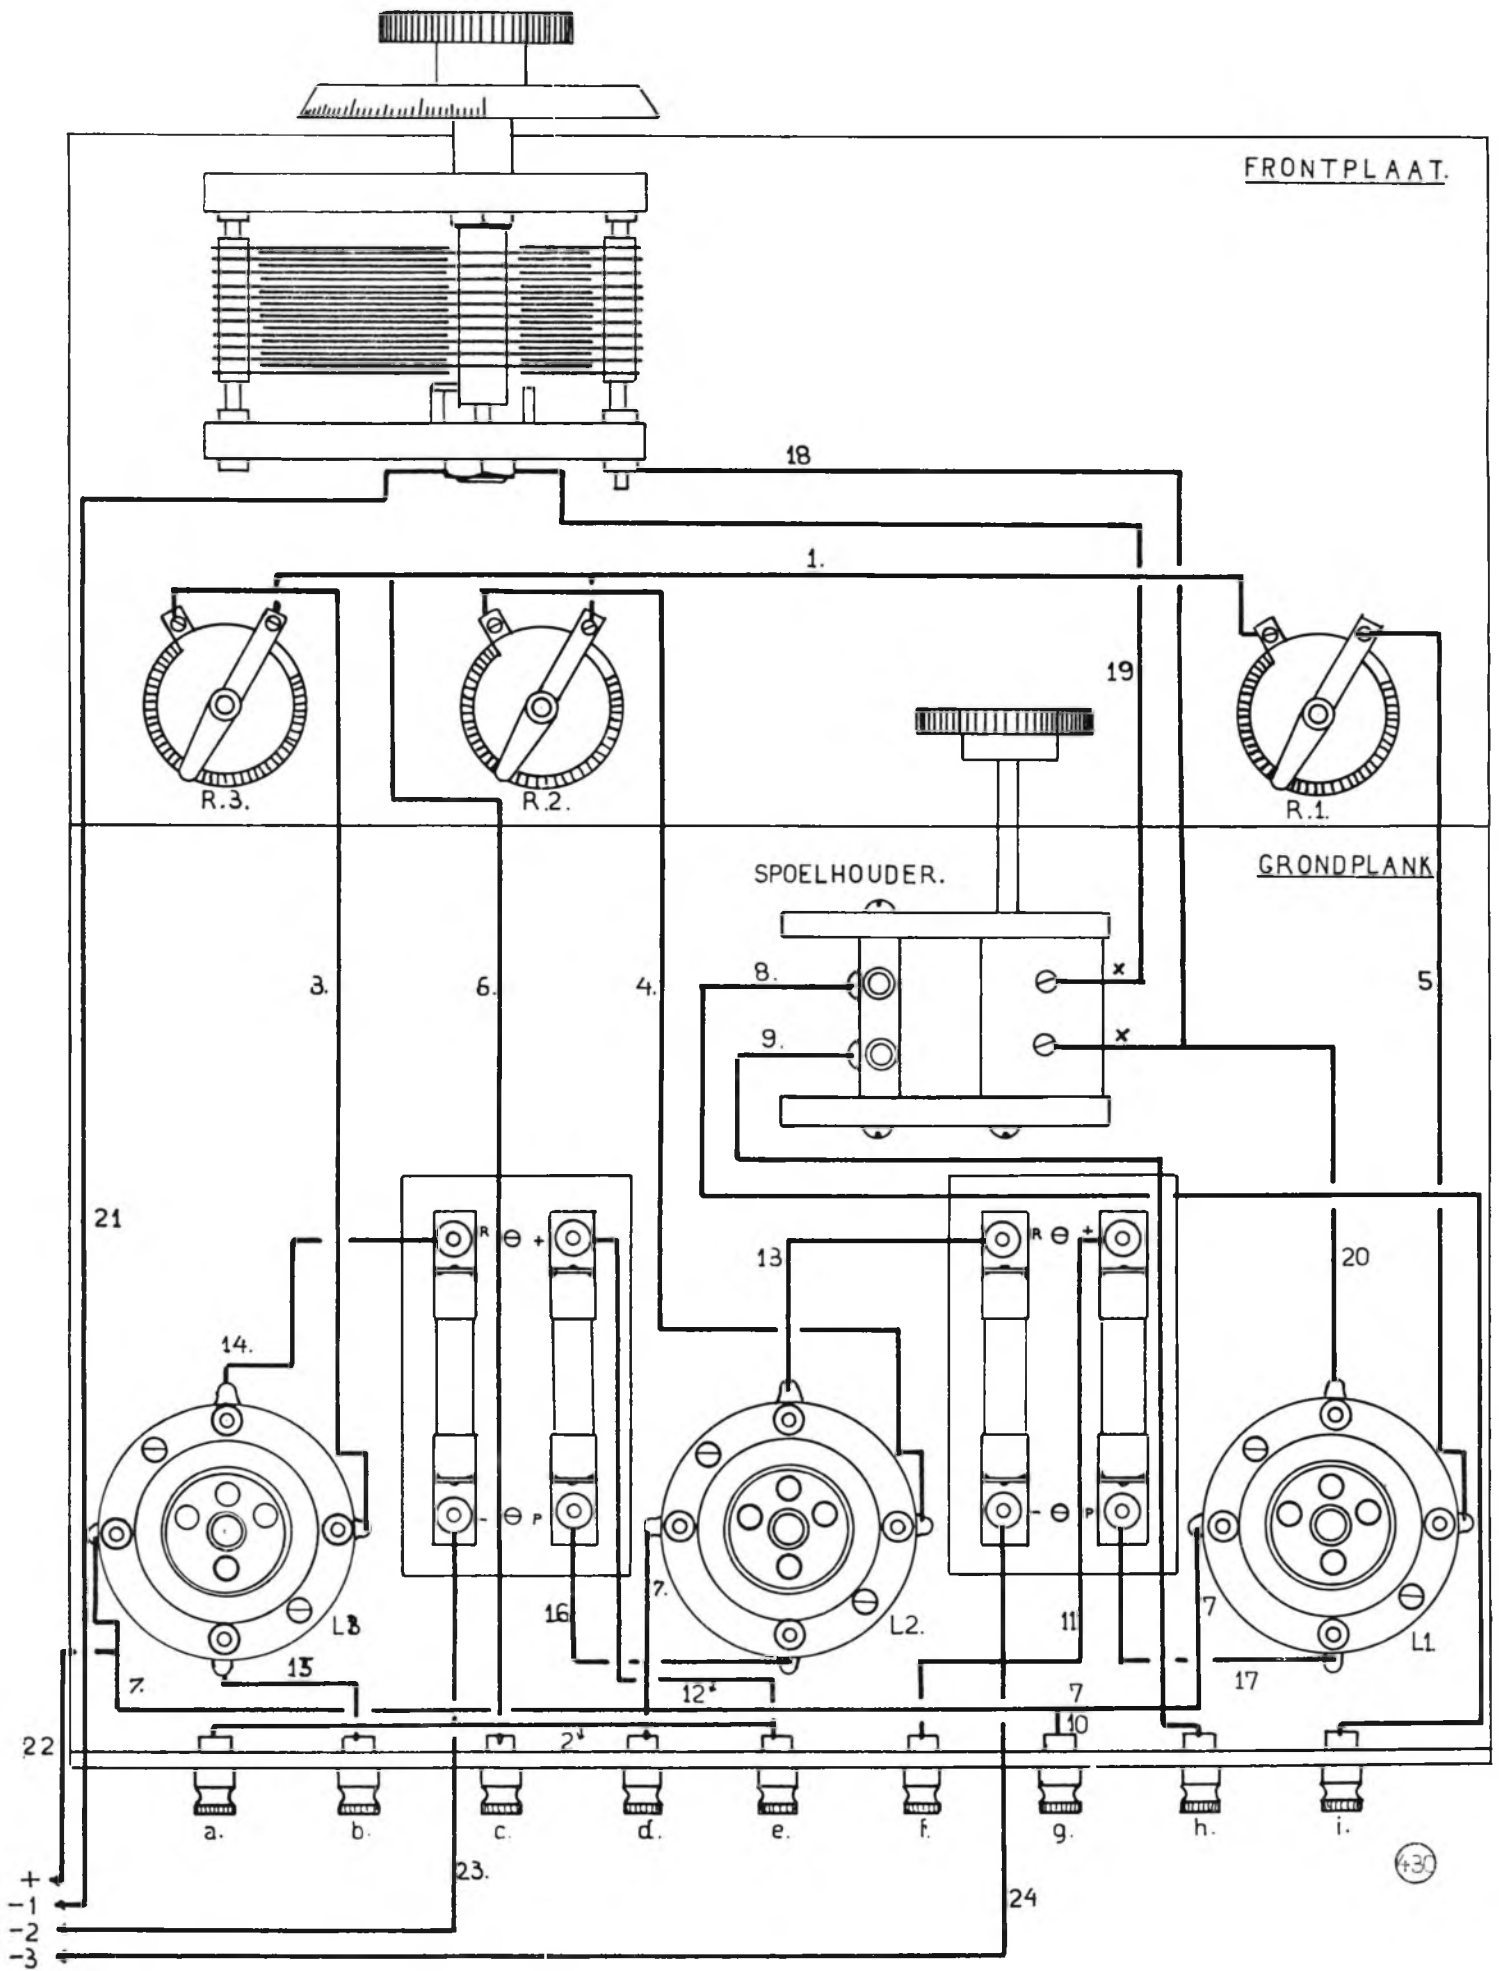 FRONTPLAAT.
18
1.
19
R.3.
R.2.
R.1.
SPOELHOUDER.
GRONDPLANK
3.
6.
4.
8.
x
5
9.
x
21
R
+
13
R
+
20
14.
-
P
-
P
16
7.
L2.
11
7
L1.
15
7.
12
7
17
2
10
22
a.
b.
c.
d.
e.
f.
g.
h.
i.
430
+
23.
-1
24
-2
-3